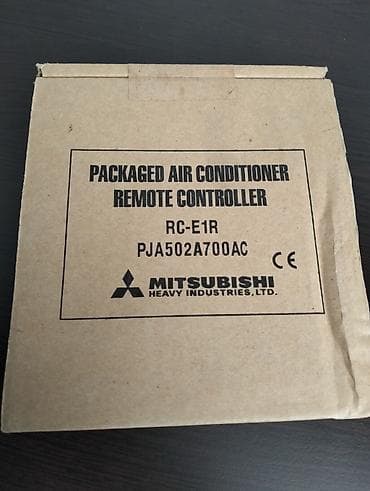 PACKAGED AIR CONDITIONER
REMOTE CONTROLLER
RC-E1R
PJA502A700AC
CE
MITSUBISHI
HEAVY INDUSTRIES, LTD.